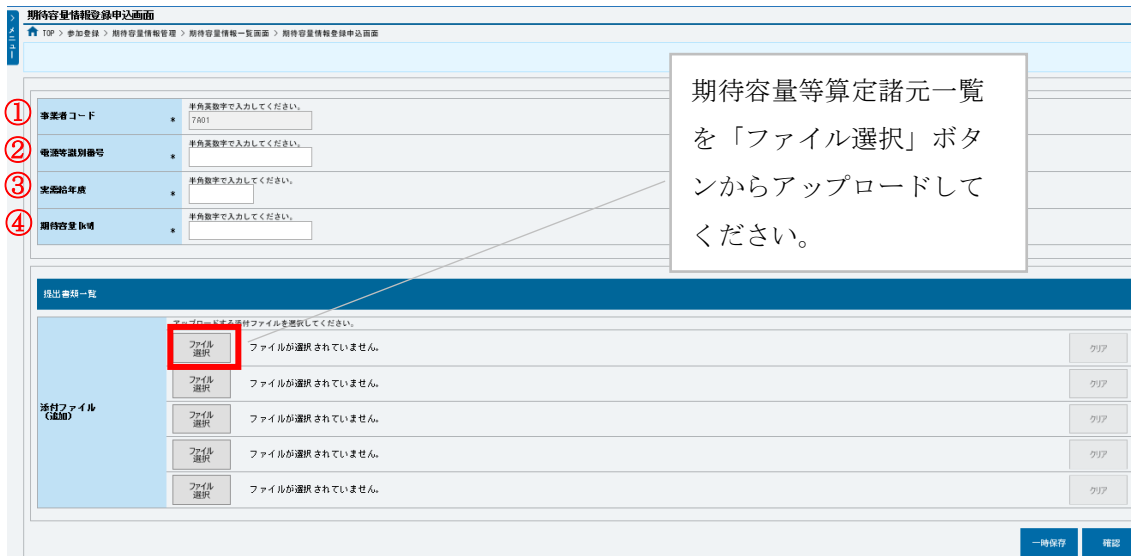 期待容量情報登録申込画面
TOP > 参加登録 > 期待容量情報管理 > 期待容量情報一覧画面 > 期待容量情報登録申込画面
> メニュー
期待容量等算定諸元一覧
を「ファイル選択」ボタ
ンからアップロードして
ください。
① 事業者コード * 半角英数字で入力してください。
7A01
② 電源等識別番号 * 半角英数字で入力してください。
③ 実需給年度 * 半角数字で入力してください。
④ 期待容量[kW] * 半角数字で入力してください。
提出書類一覧
アップロードする添付ファイルを選択してください。
添付ファイル
(追加)
ファイル選択 ファイルが選択されていません。 クリア
ファイル選択 ファイルが選択されていません。 クリア
ファイル選択 ファイルが選択されていません。 クリア
ファイル選択 ファイルが選択されていません。 クリア
ファイル選択 ファイルが選択されていません。 クリア
一時保存 確認